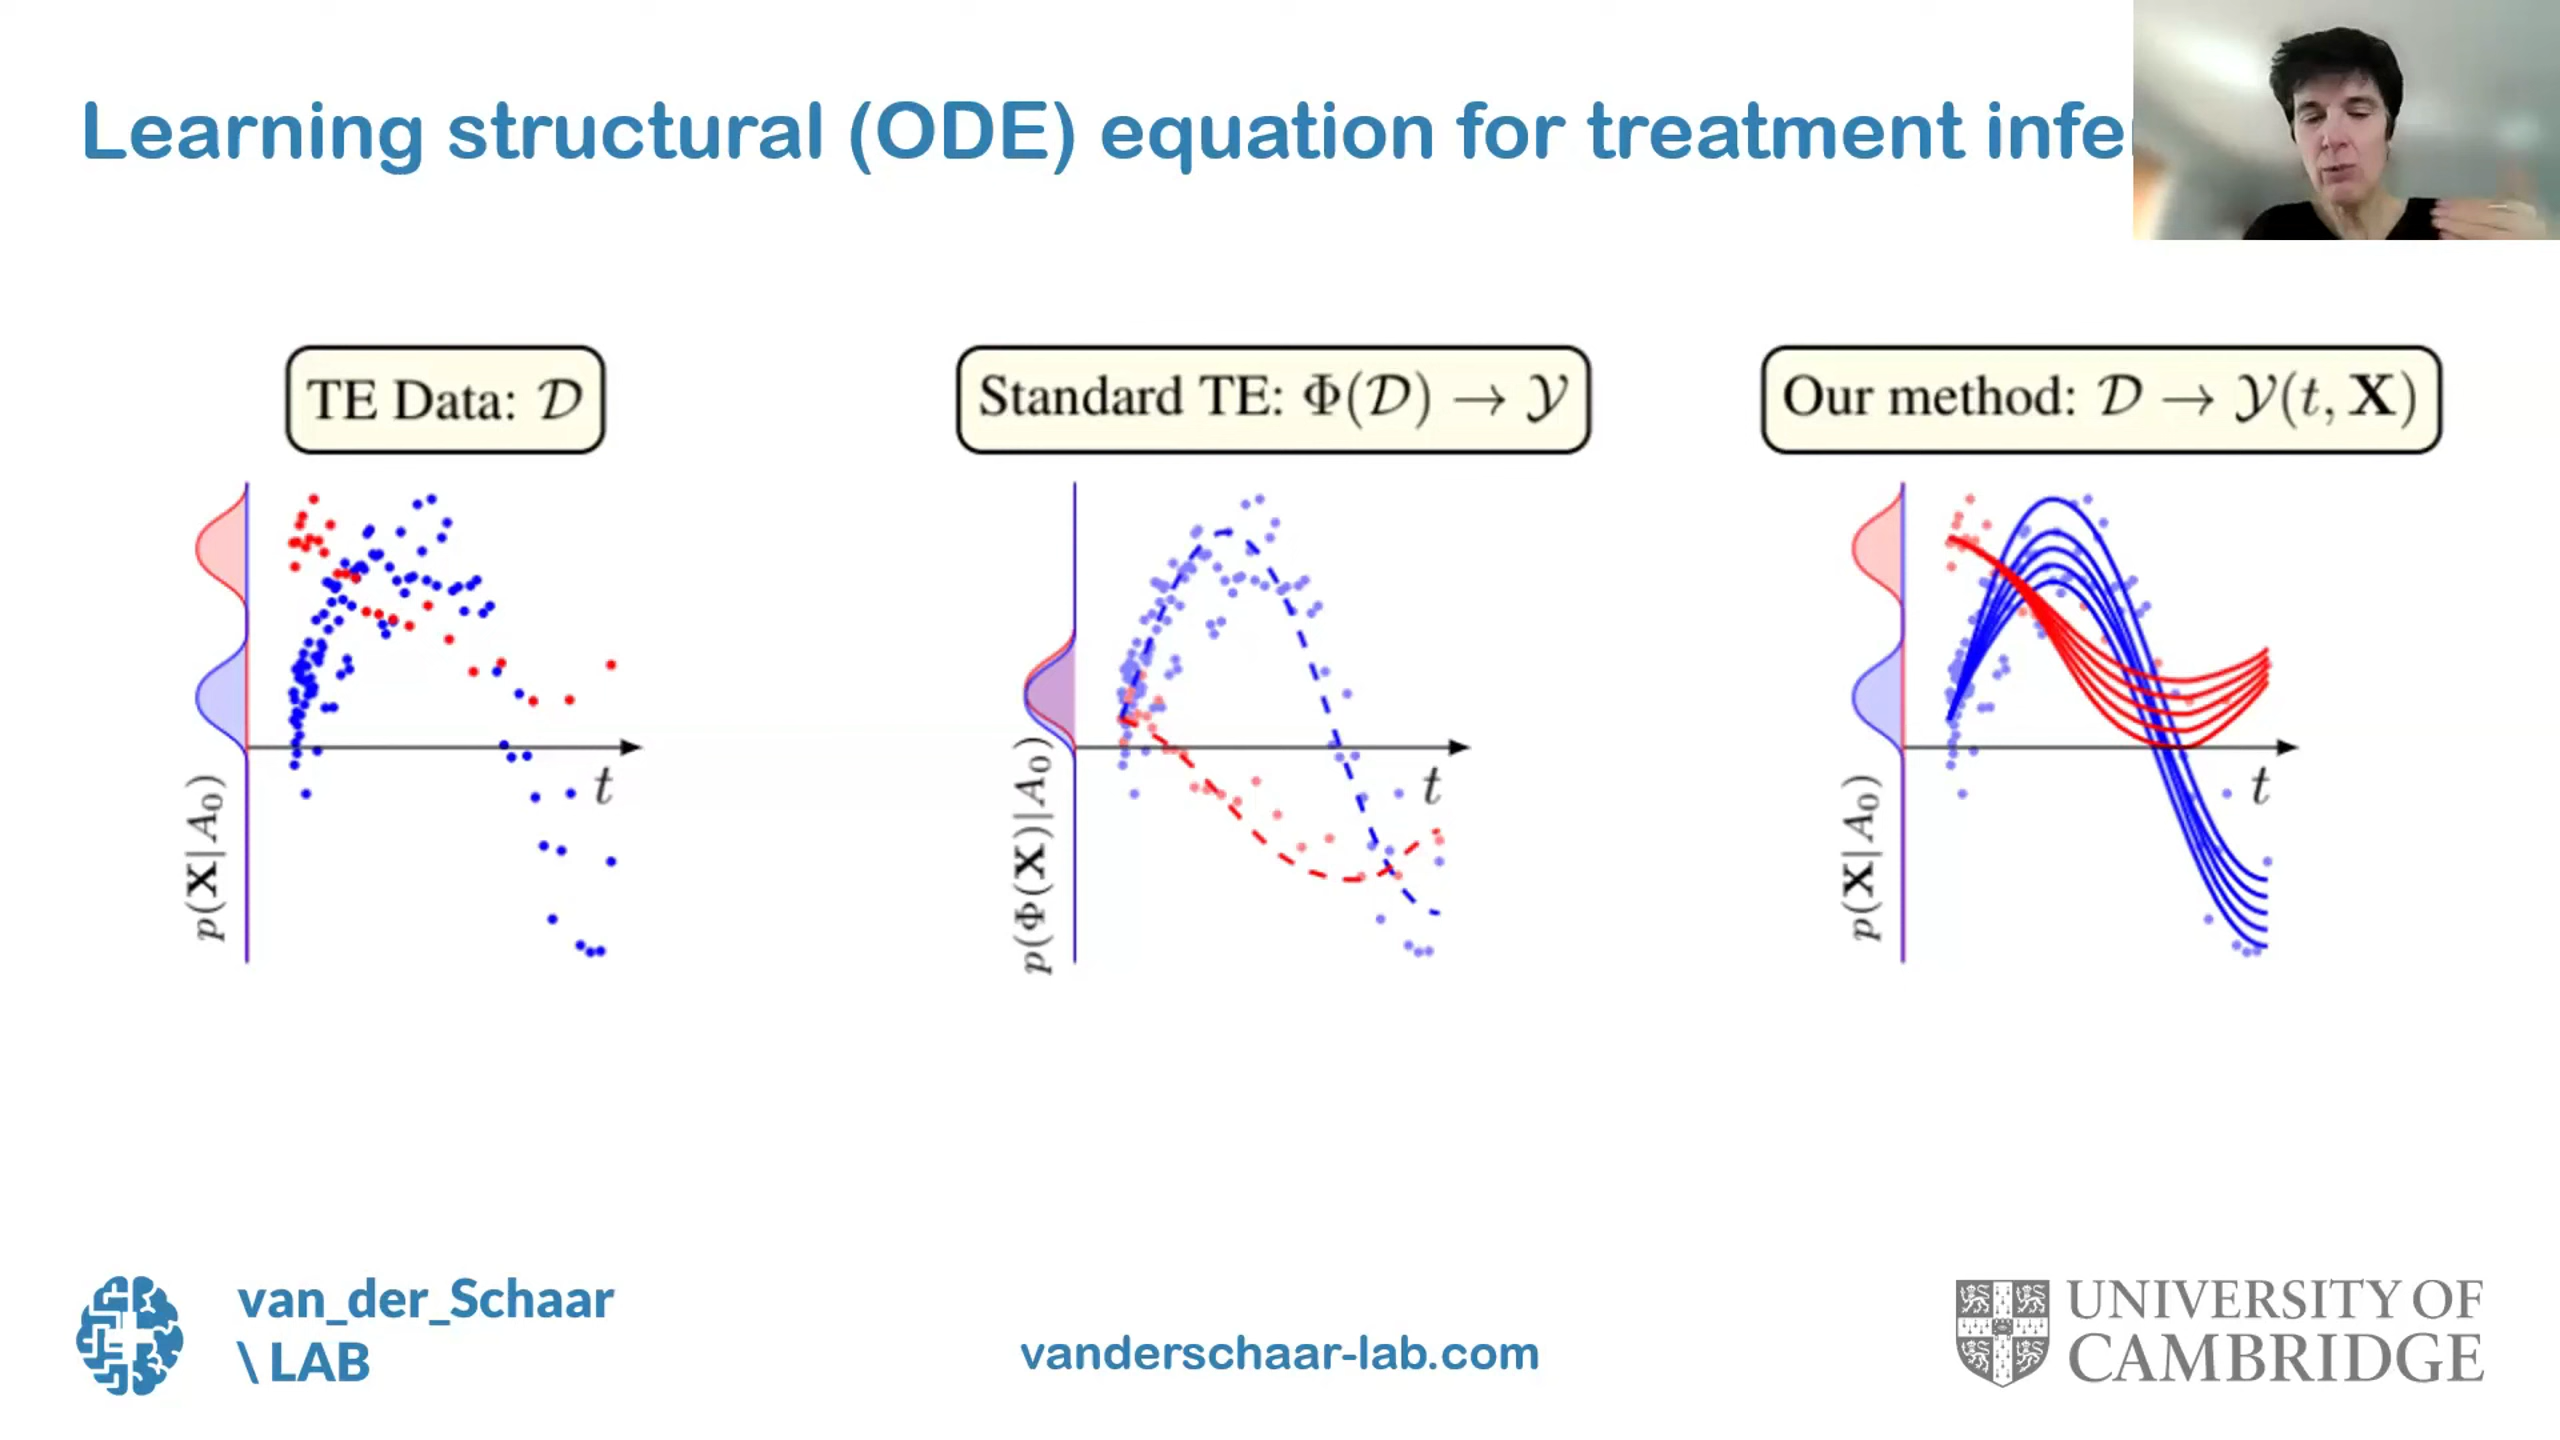 Learning structural (ODE) equation for treatment infe
TE Data: 𝒟
Standard TE: Φ(𝒟) → 𝒴
Our method: 𝒟 → 𝒴(t, X)
p(X|A₀)
t
p(Φ(X)|A₀)
t
p(X|A₀)
t
van_der_Schaar
\ LAB
vanderschaar-lab.com
UNIVERSITY OF
CAMBRIDGE